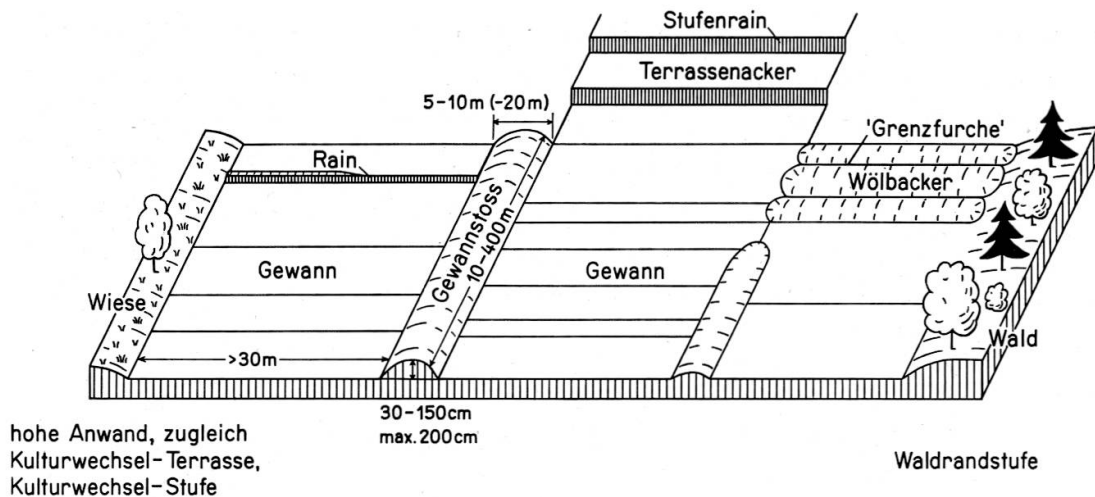 Stufenrain
Terrassenacker
5-10m (-20m)
'Grenzfurche'
Rain
Wölbacker
Gewannstoss
10-400m
Gewann
Gewann
Wiese
>30m
Wald
30-150cm
max. 200cm
hohe Anwand, zugleich
Kulturwechsel-Terrasse,
Kulturwechsel-Stufe
Waldrandstufe